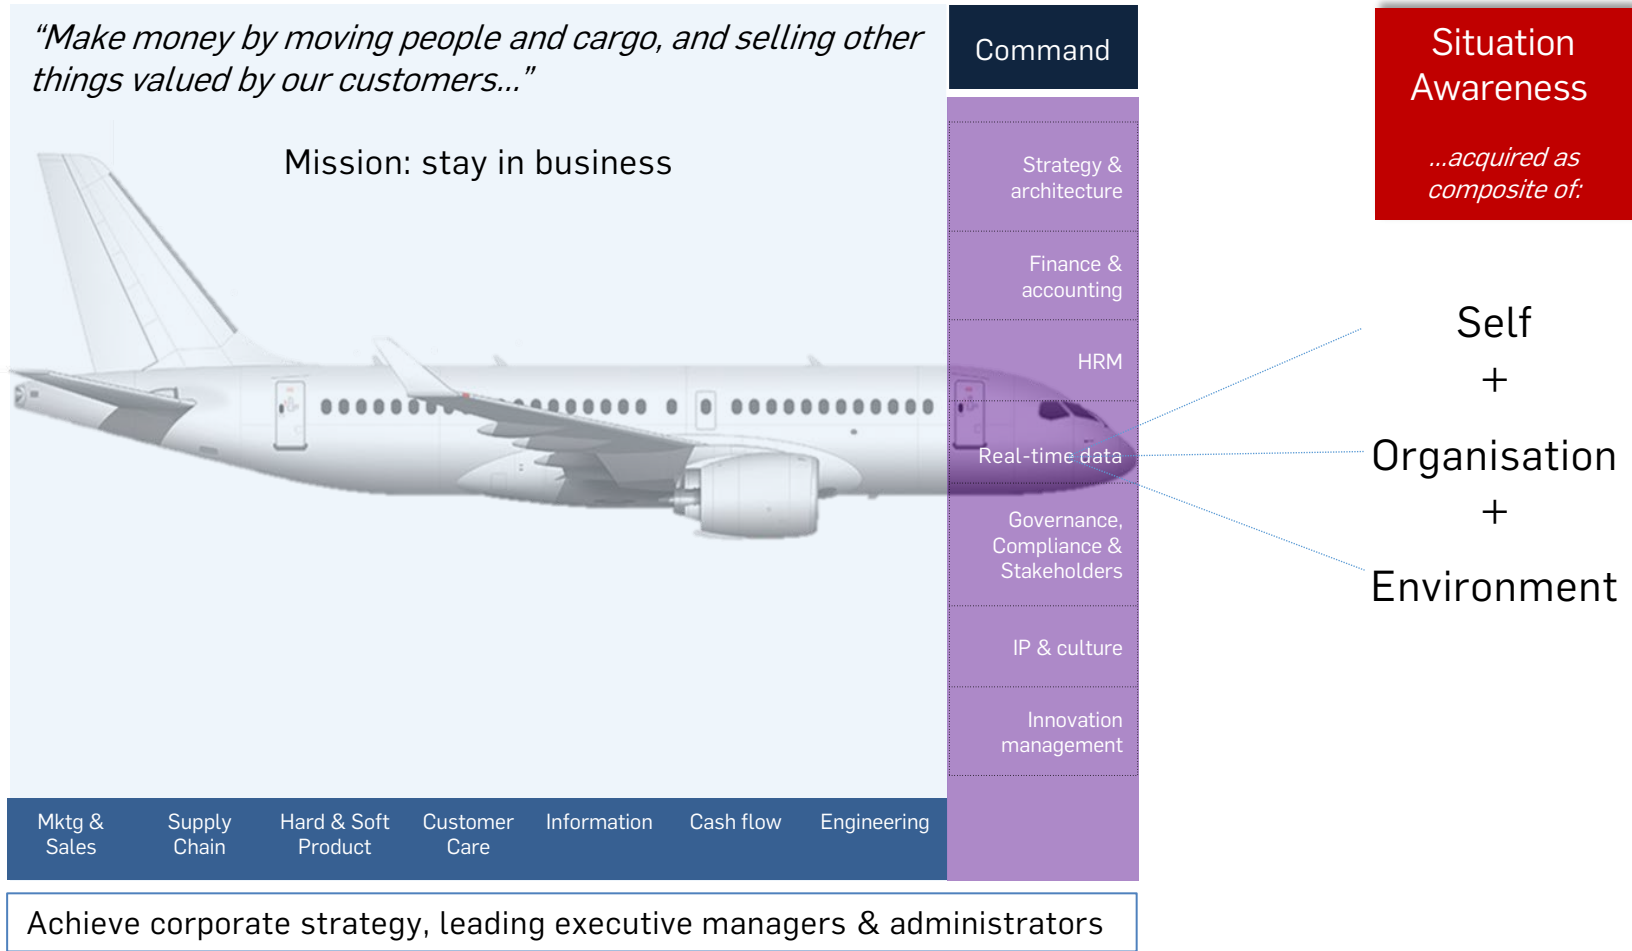 “Make money by moving people and cargo, and selling other
things valued by our customers...”
Mission: stay in business
Command
Strategy &
architecture
Finance &
accounting
HRM
Real-time data
Governance,
Compliance &
Stakeholders
IP & culture
Innovation
management
Situation
Awareness
...acquired as
composite of:
Self
+
Organisation
+
Environment
Mktg &
Sales
Supply
Chain
Hard & Soft
Product
Customer
Care
Information
Cash flow
Engineering
Achieve corporate strategy, leading executive managers & administrators